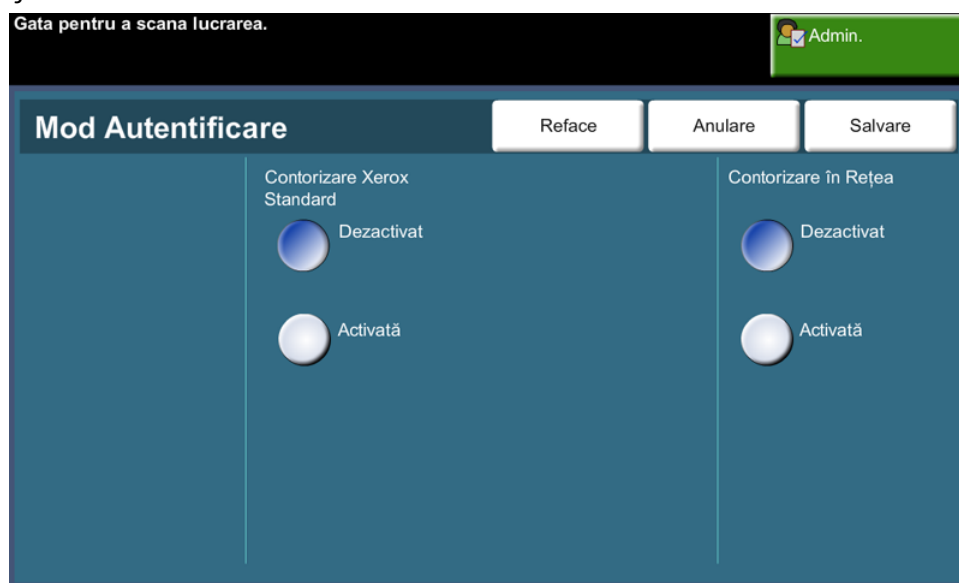 Gata pentru a scana lucrarea.
Admin.
Mod Autentificare
Reface
Anulare
Salvare
Contorizare Xerox
Standard
Dezactivat
Activată
Contorizare în Rețea
Dezactivat
Activată